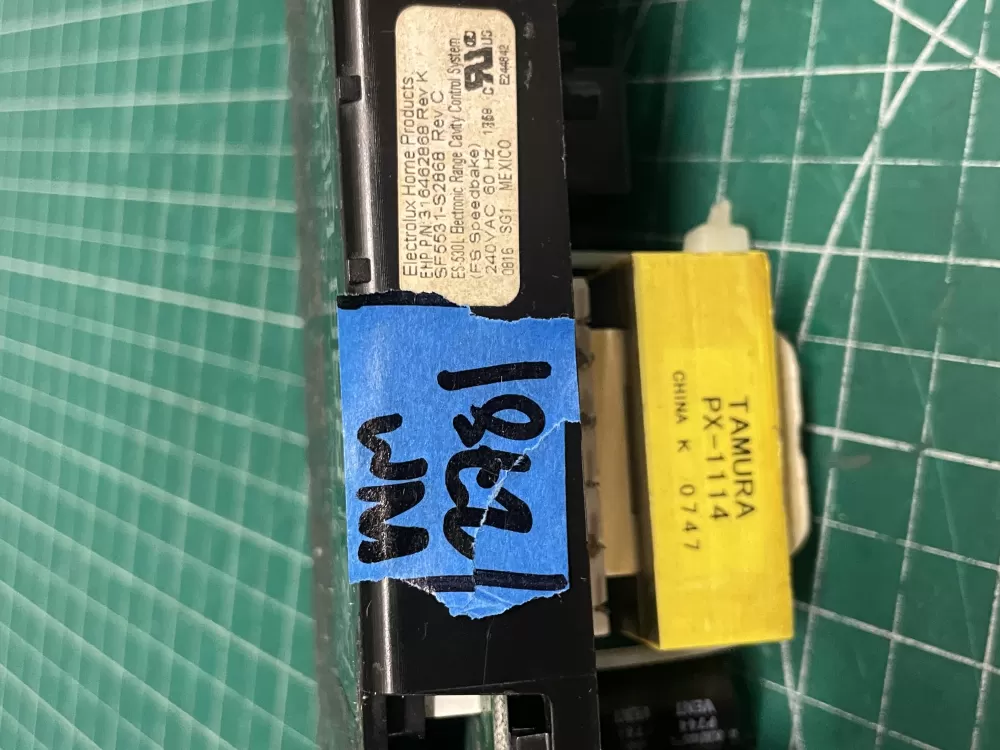 Electrolux Home Products
EHP P/N:316462868 Rev K
SF5531-S2868 Rev C
ES 530L Electronic Range Cavity Control System
(FS Speedbake)
240VAC 60 Hz
0816 SG1 MEXICO
E244842
TAMURA
PX-1114
CHINA K 0747
WM
VENT